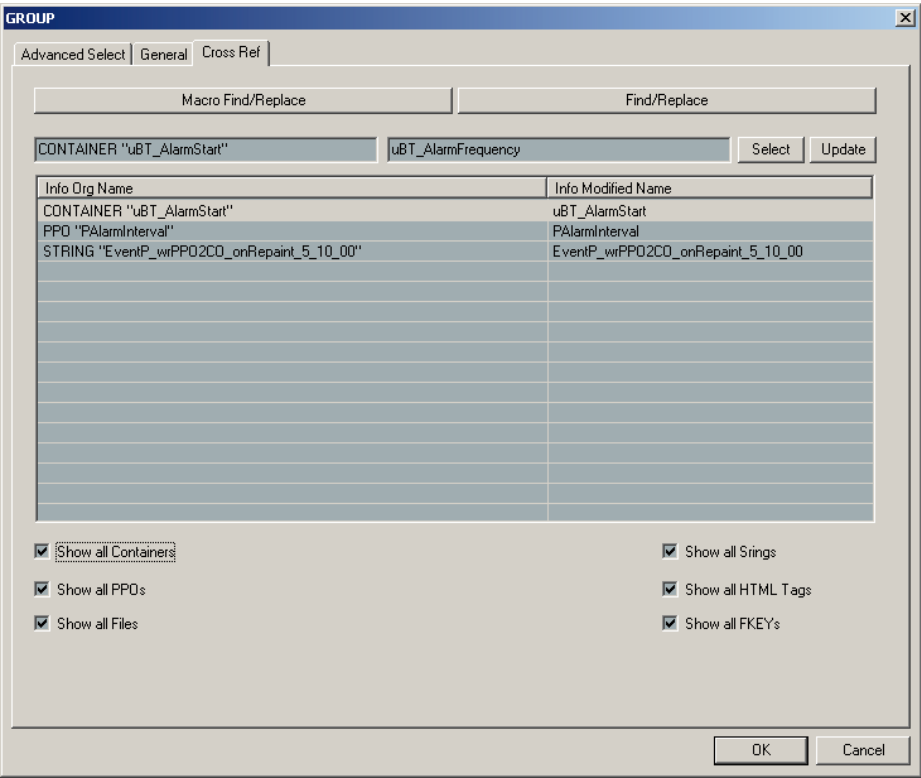 GROUP
Advanced Select General Cross Ref
Macro Find/Replace Find/Replace
CONTAINER "uBT_AlarmStart" uBT_AlarmFrequency Select Update
Info Org Name Info Modified Name
CONTAINER "uBT_AlarmStart" uBT_AlarmStart
PPO "PAlarmInterval" PAlarmInterval
STRING "EventP_wrPPO2CO_onRepaint_5_10_00" EventP_wrPPO2CO_onRepaint_5_10_00
Show all Containers Show all Srings
Show all PPOs Show all HTML Tags
Show all Files Show all FKEY's
OK Cancel